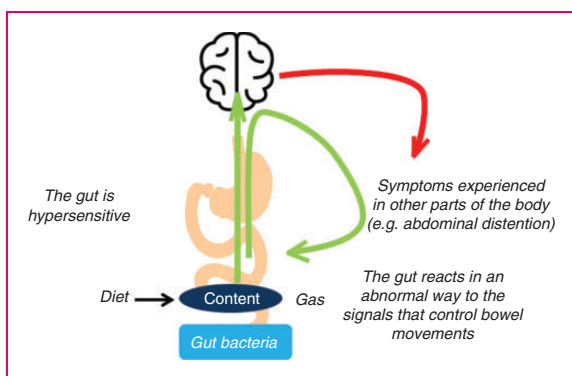 The gut is
hypersensitive
Symptoms experienced
in other parts of the body
(e.g. abdominal distention)
Diet
Content
Gas
The gut reacts in an
abnormal way to the
signals that control bowel
movements
Gut bacteria